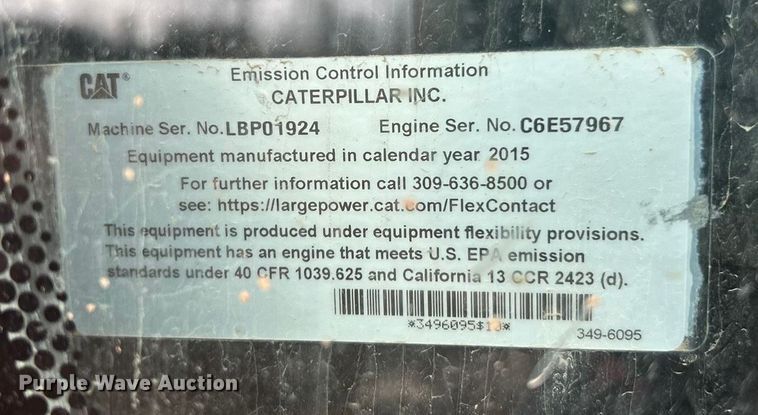 CAT®
Emission Control Information
CATERPILLAR INC.
Machine Ser. No. LBP01924 Engine Ser. No. C6E57967
Equipment manufactured in calendar year 2015
For further information call 309-636-8500 or
see: https://largepower.cat.com/FlexContact
This equipment is produced under equipment flexibility provisions.
This equipment has an engine that meets U.S. EPA emission
standards under 40 CFR 1039.625 and California 13 CCR 2423 (d).
*3496095$10*
349-6095
Purple Wave Auction